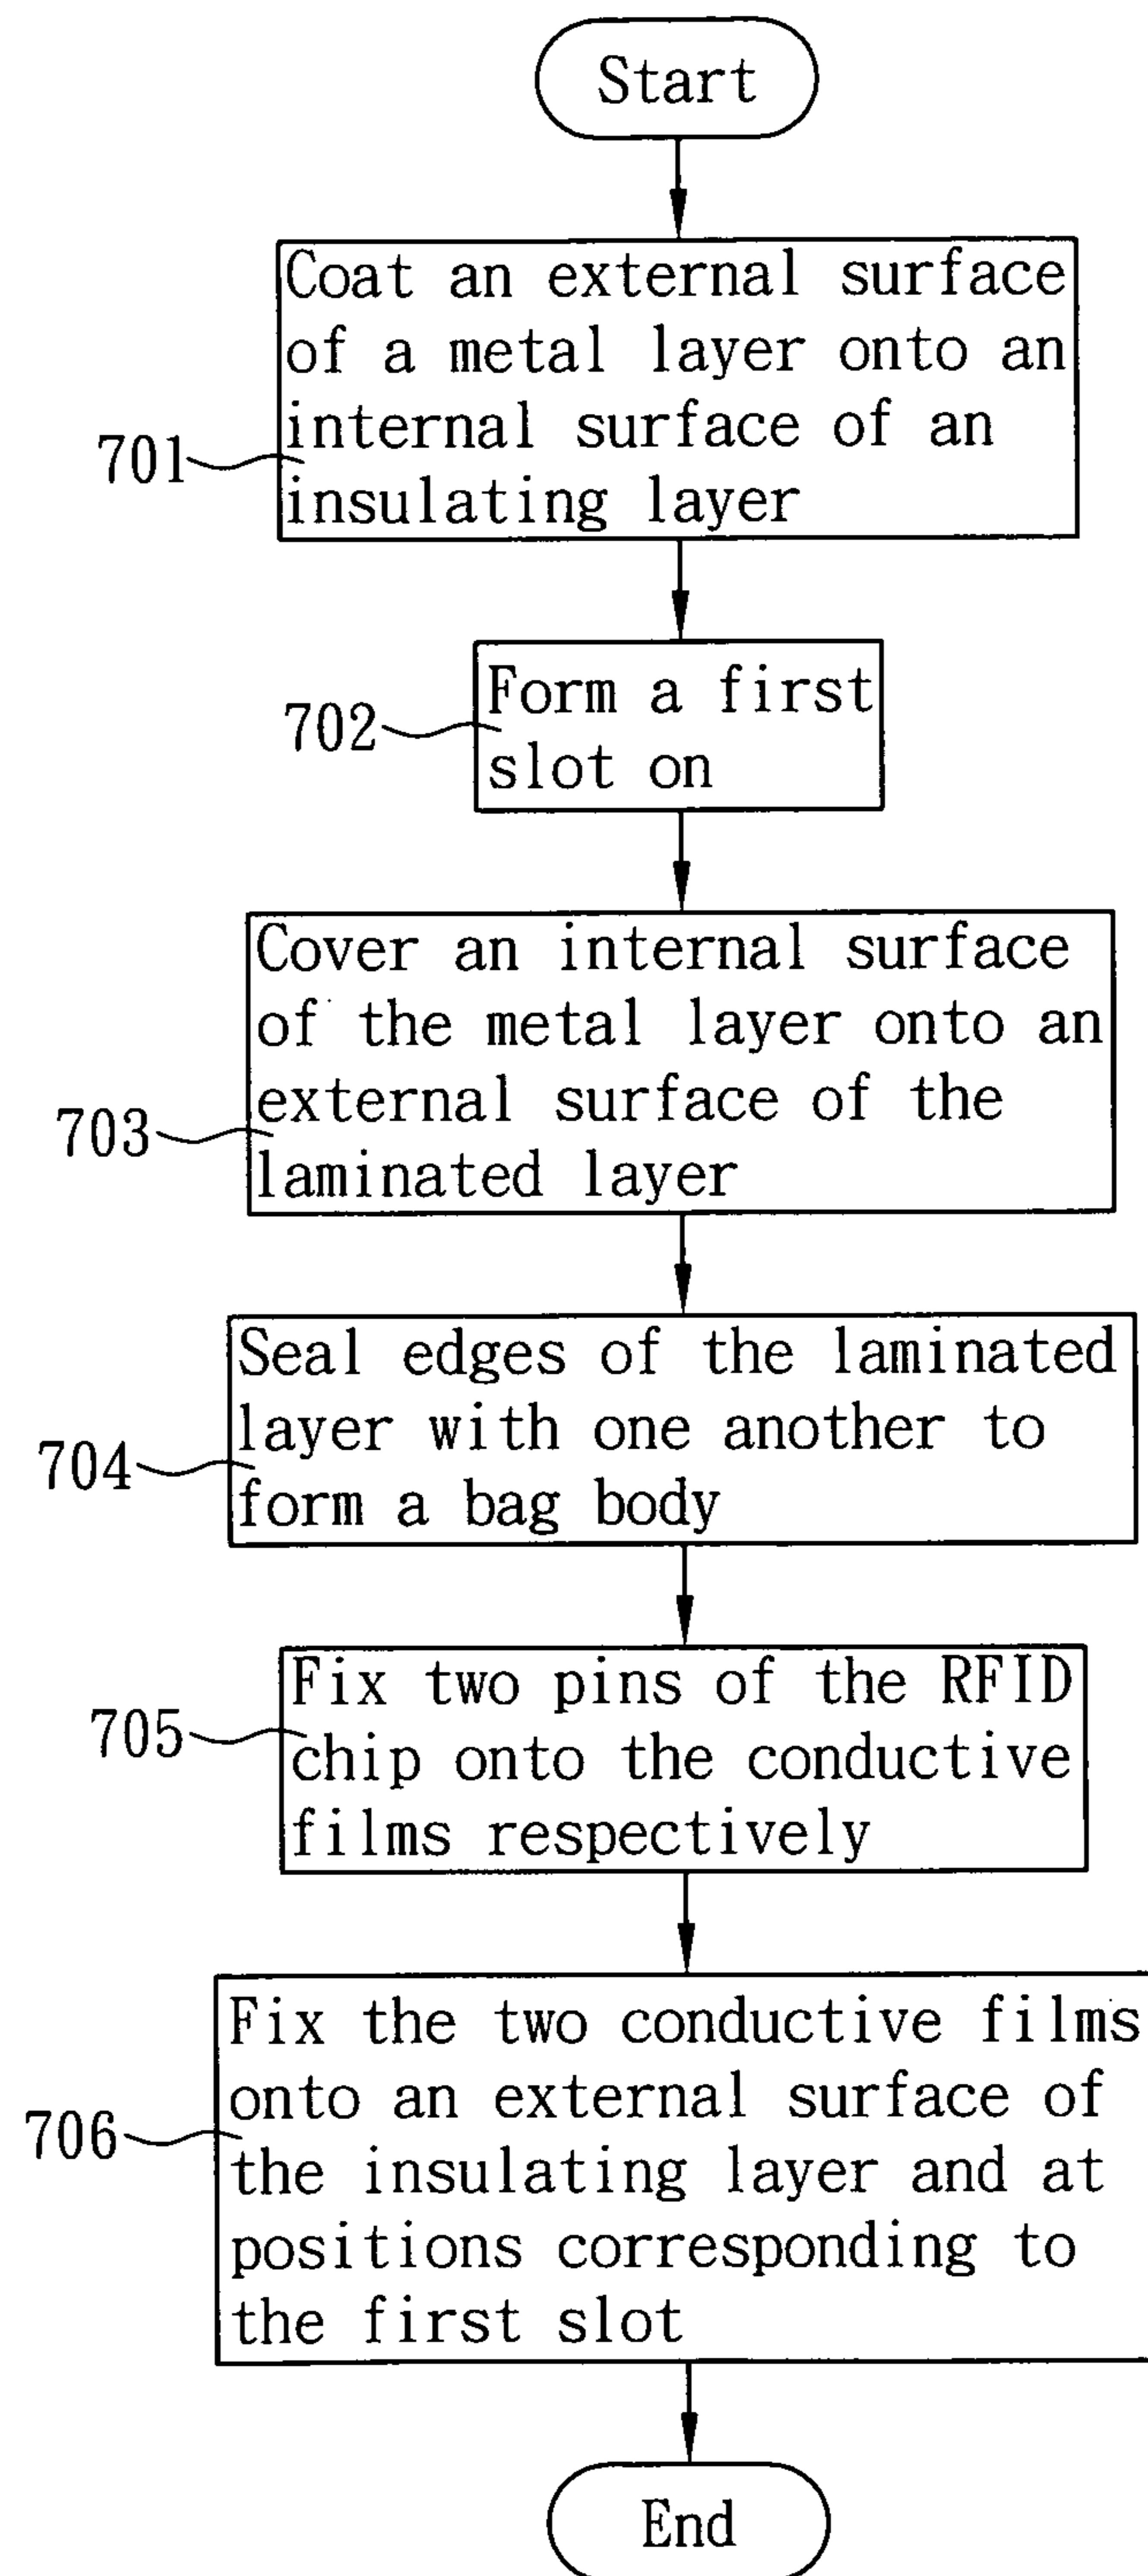 Start
Coat an external surface
of a metal layer onto an
internal surface of an
insulating layer
701
Form a first
slot on
702
Cover an internal surface
of the metal layer onto an
external surface of the
laminated layer
703
Seal edges of the laminated
layer with one another to
form a bag body
704
Fix two pins of the RFID
chip onto the conductive
films respectively
705
Fix the two conductive films
onto an external surface of
the insulating layer and at
positions corresponding to
the first slot
706
End